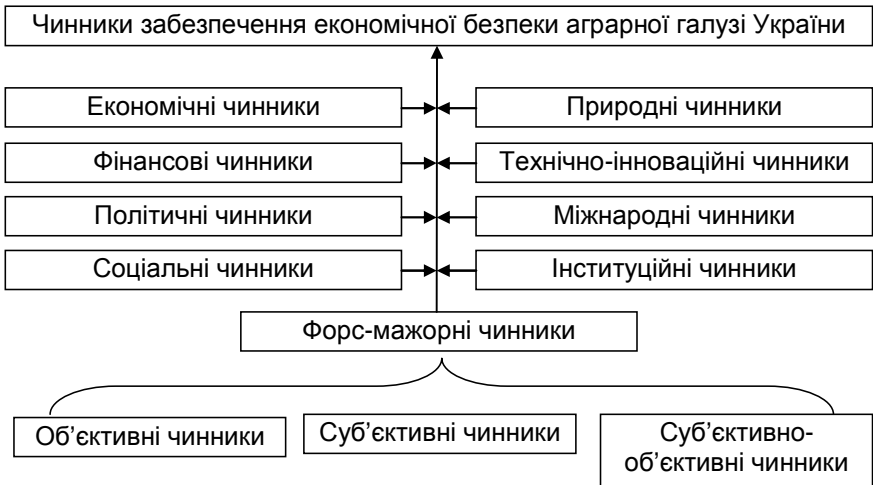 Чинники забезпечення економічної безпеки аграрної галузі України
Економічні чинники
Природні чинники
Фінансові чинники
Технічно-інноваційні чинники
Політичні чинники
Міжнародні чинники
Соціальні чинники
Інституційні чинники
Форс-мажорні чинники
Об’єктивні чинники
Суб’єктивні чинники
Суб’єктивно-
об’єктивні чинники